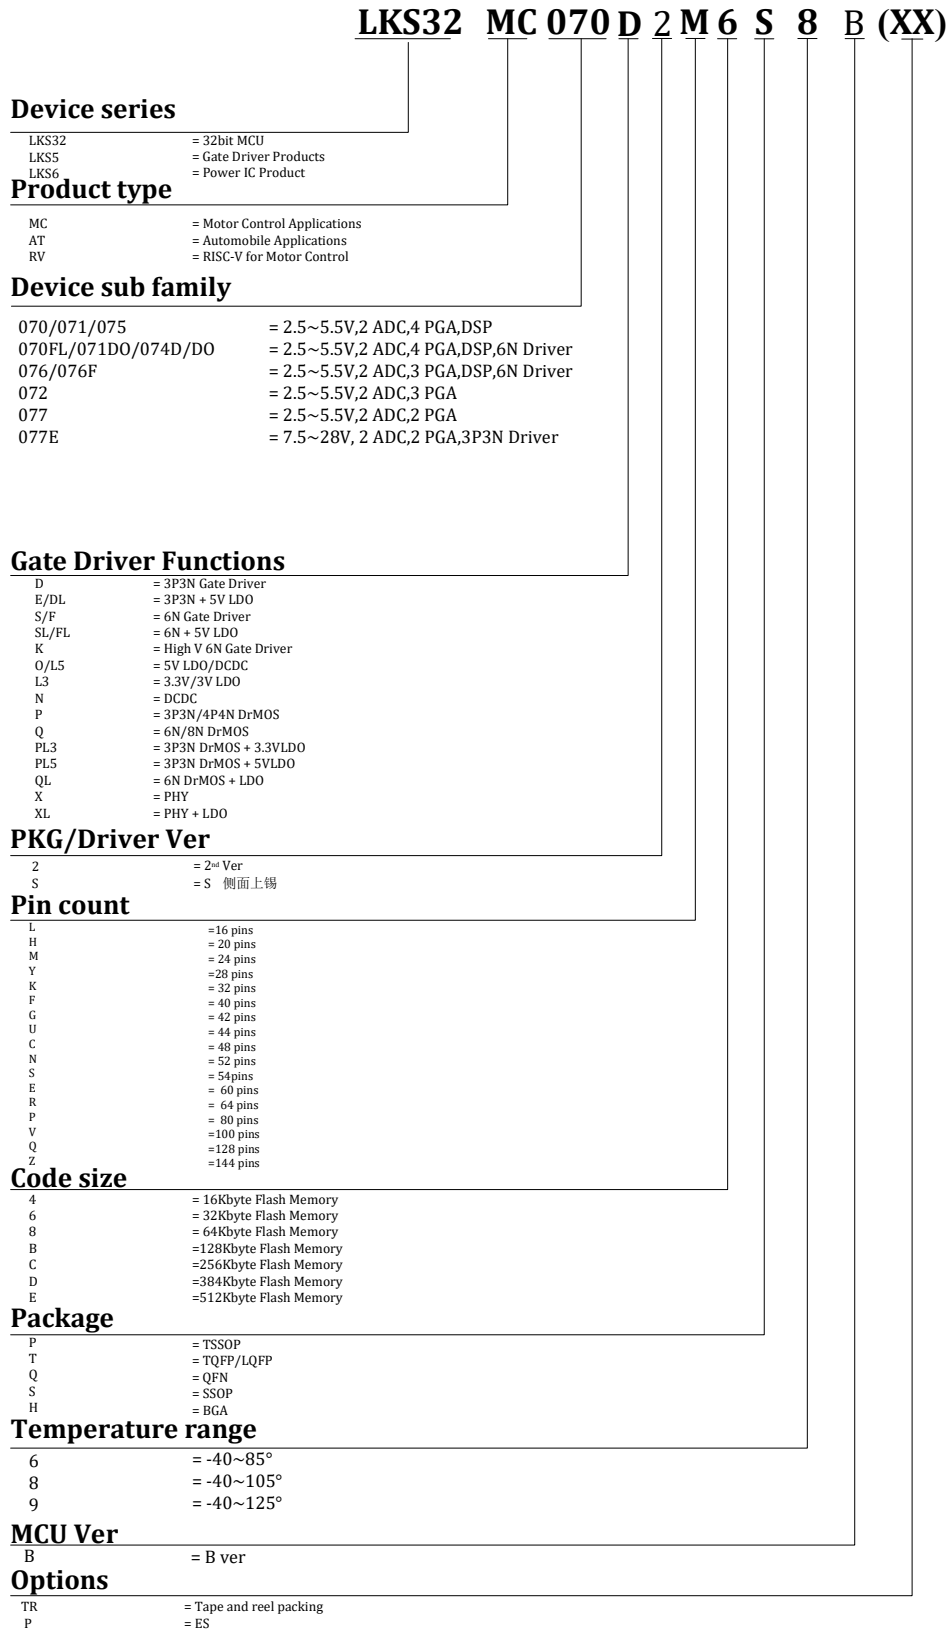 LKS32 MC 070 D 2 M 6 S 8 B (XX)
Device series
LKS32 = 32bit MCU
LKS5 = Gate Driver Products
LKS6 = Power IC Product
Product type
MC = Motor Control Applications
AT = Automobile Applications
RV = RISC-V for Motor Control
Device sub family
070/071/075 = 2.5~5.5V,2 ADC,4 PGA,DSP
070FL/071DO/074D/DO = 2.5~5.5V,2 ADC,4 PGA,DSP,6N Driver
076/076F = 2.5~5.5V,2 ADC,3 PGA,DSP,6N Driver
072 = 2.5~5.5V,2 ADC,3 PGA
077 = 2.5~5.5V,2 ADC,2 PGA
077E = 7.5~28V, 2 ADC,2 PGA,3P3N Driver
Gate Driver Functions
D = 3P3N Gate Driver
E/DL = 3P3N + 5V LDO
S/F = 6N Gate Driver
SL/FL = 6N + 5V LDO
K = High V 6N Gate Driver
O/L5 = 5V LDO/DCDC
L3 = 3.3V/3V LDO
N = DCDC
P = 3P3N/4P4N DrMOS
Q = 6N/8N DrMOS
PL3 = 3P3N DrMOS + 3.3VLDO
PL5 = 3P3N DrMOS + 5VLDO
QL = 6N DrMOS + LDO
X = PHY
XL = PHY + LDO
PKG/Driver Ver
2 = 2nd Ver
S = S 侧面上锡
Pin count
L =16 pins
H = 20 pins
M = 24 pins
Y =28 pins
K = 32 pins
F = 40 pins
G = 42 pins
U = 44 pins
C = 48 pins
N = 52 pins
S = 54pins
E = 60 pins
R = 64 pins
P = 80 pins
V =100 pins
Q =128 pins
Z =144 pins
Code size
4 = 16Kbyte Flash Memory
6 = 32Kbyte Flash Memory
8 = 64Kbyte Flash Memory
B =128Kbyte Flash Memory
C =256Kbyte Flash Memory
D =384Kbyte Flash Memory
E =512Kbyte Flash Memory
Package
P = TSSOP
T = TQFP/LQFP
Q = QFN
S = SSOP
H = BGA
Temperature range
6 = -40~85°
8 = -40~105°
9 = -40~125°
MCU Ver
B = B ver
Options
TR = Tape and reel packing
P = ES